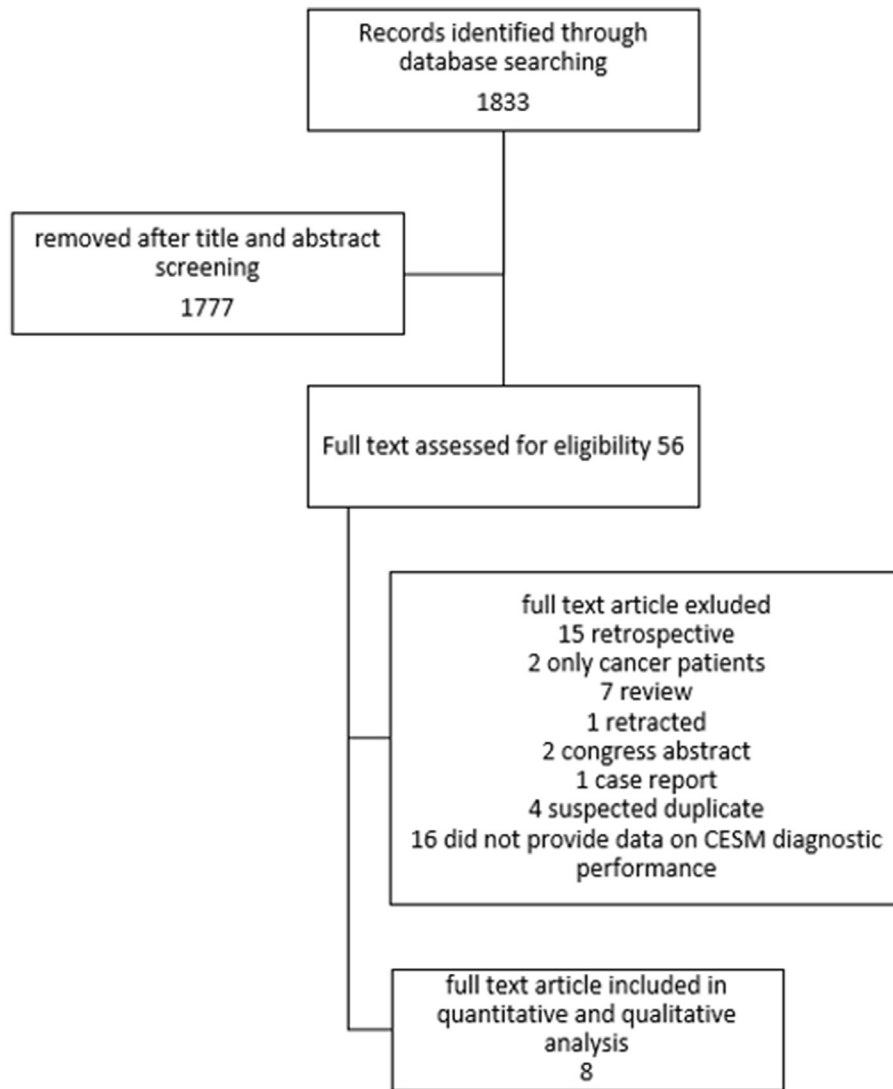 Records identified through
database searching
1833
removed after title and abstract
screening
1777
Full text assessed for eligibility 56
full text article exluded
15 retrospective
2 only cancer patients
7 review
1 retracted
2 congress abstract
1 case report
4 suspected duplicate
16 did not provide data on CESM diagnostic
performance
full text article included in
quantitative and qualitative
analysis
8